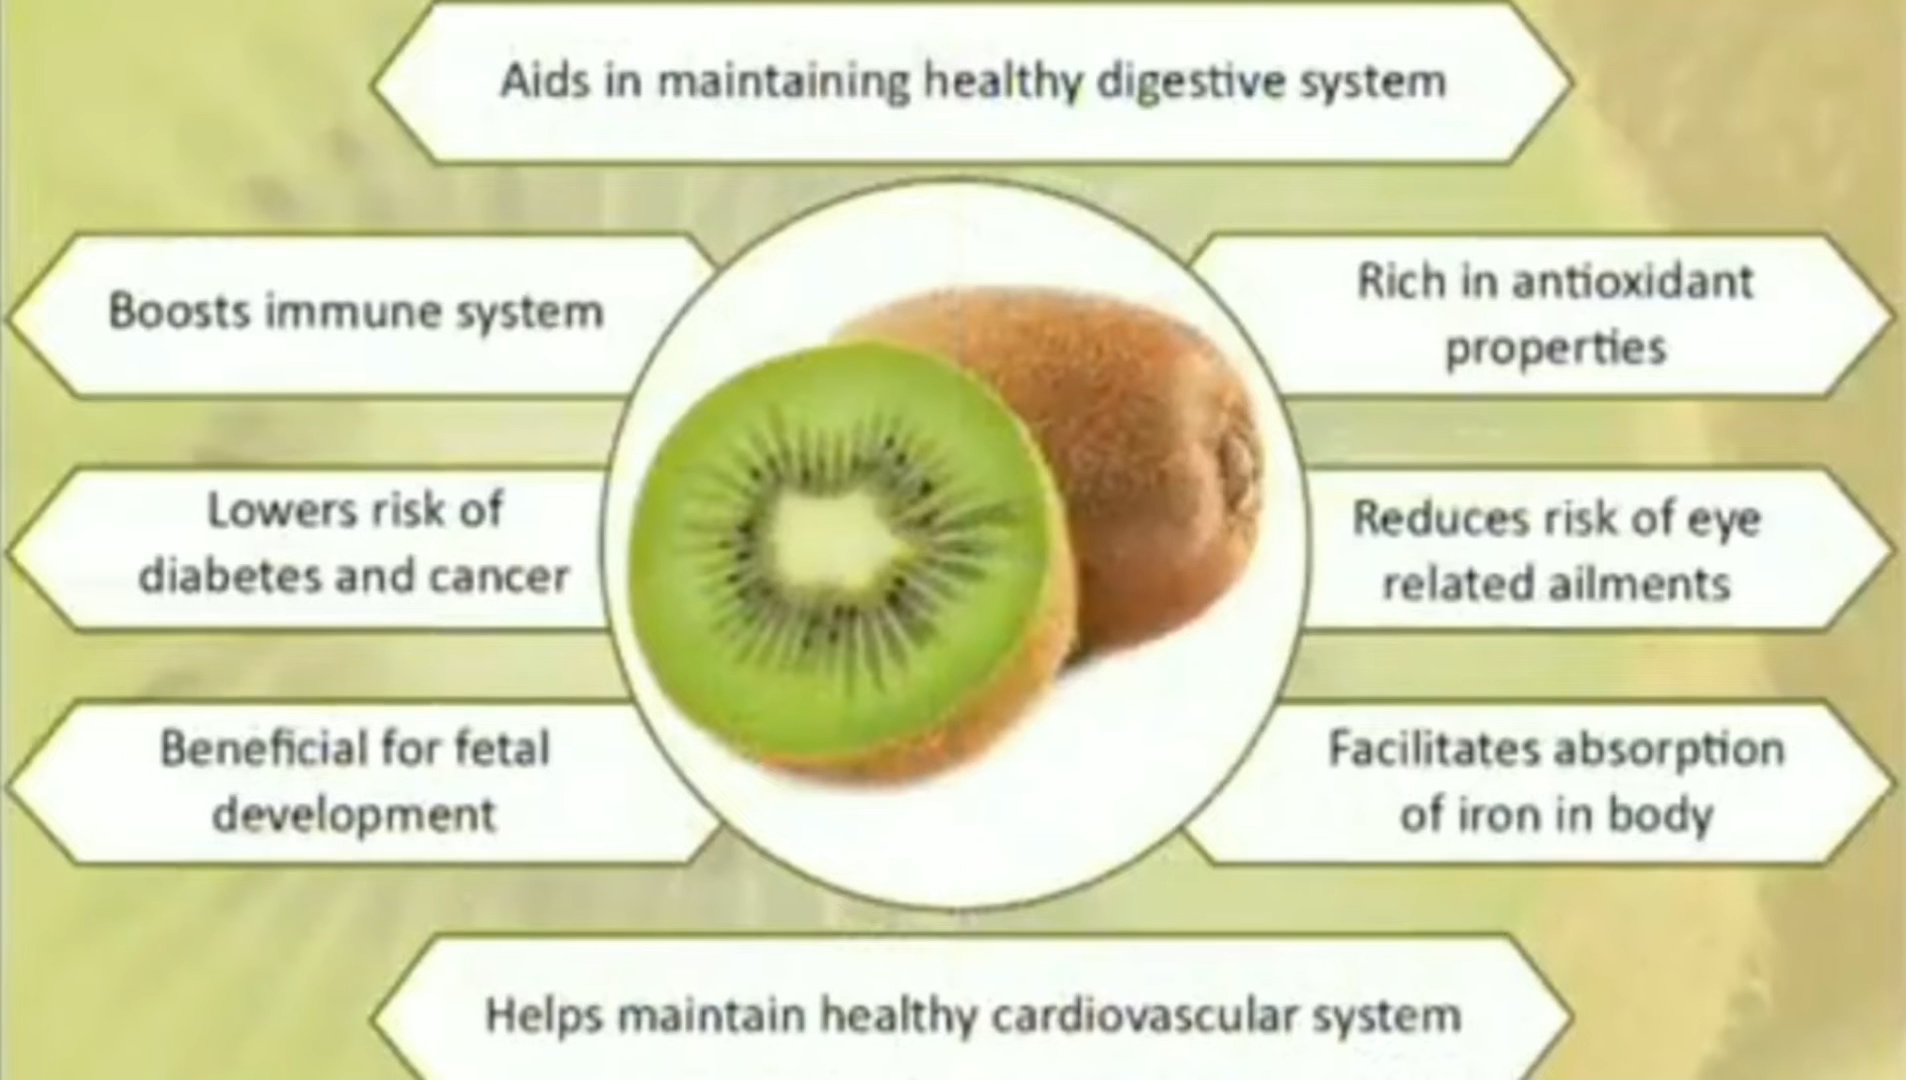 Aids in maintaining healthy digestive system
Boosts immune system
Rich in antioxidant
properties
Lowers risk of
diabetes and cancer
Reduces risk of eye
related ailments
Beneficial for fetal
development
Facilitates absorption
of iron in body
Helps maintain healthy cardiovascular system